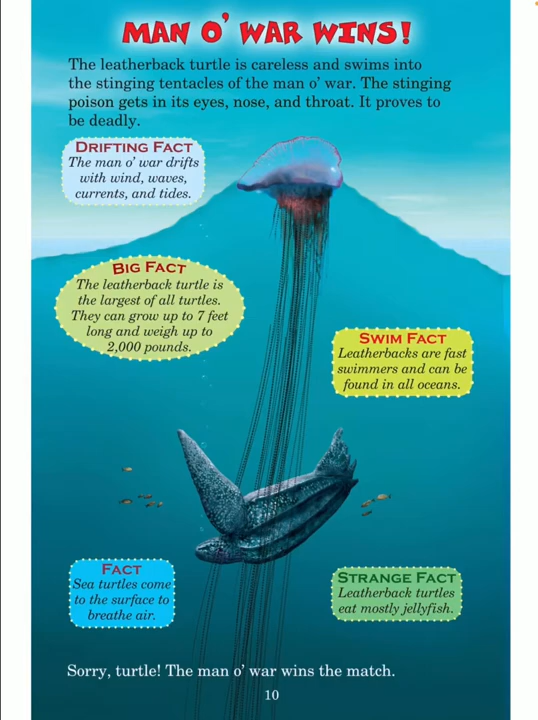 MAN O' WAR WINS!
The leatherback turtle is careless and swims into
the stinging tentacles of the man o' war. The stinging
poison gets in its eyes, nose, and throat. It proves to
be deadly.
DRIFTING FACT
The man o' war drifts
with wind, waves,
currents, and tides.
BIG FACT
The leatherback turtle is
the largest of all turtles.
They can grow up to 7 feet
long and weigh up to
2,000 pounds.
SWIM FACT
Leatherbacks are fast
swimmers and can be
found in all oceans.
FACT
Sea turtles come
to the surface to
breathe air.
STRANGE FACT
Leatherback turtles
eat mostly jellyfish.
Sorry, turtle! The man o' war wins the match.
10